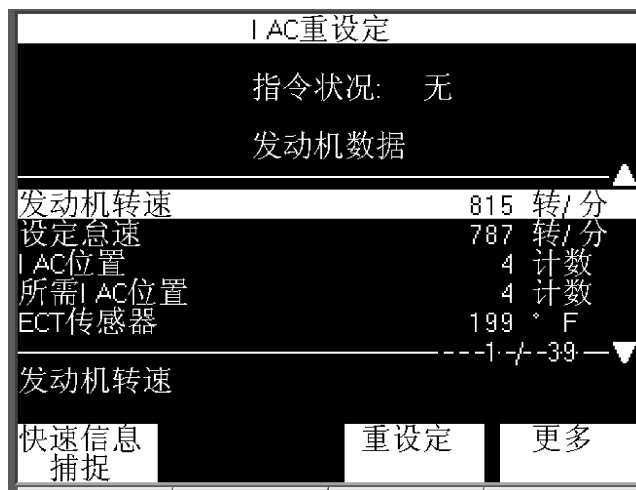 IAC重设定
指令状况: 无
发动机数据
发动机转速 815 转/分
设定怠速 787 转/分
IAC位置 4 计数
所需IAC位置 4 计数
ECT传感器 199 ° F
----1-/--39—
发动机转速
快速信息捕捉 重设定 更多